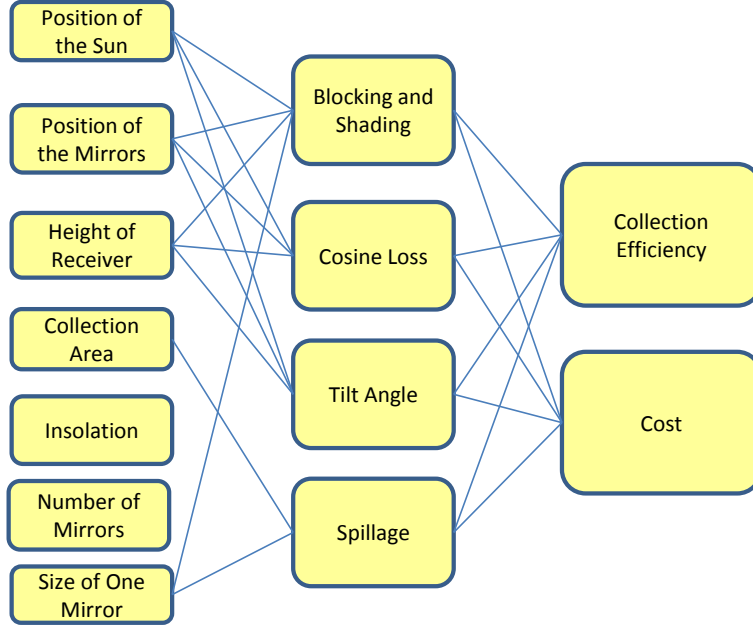 Position of
the Sun
Position of
the Mirrors
Height of
Receiver
Collection
Area
Insolation
Number of
Mirrors
Size of One
Mirror
Blocking and
Shading
Cosine Loss
Tilt Angle
Spillage
Collection
Efficiency
Cost